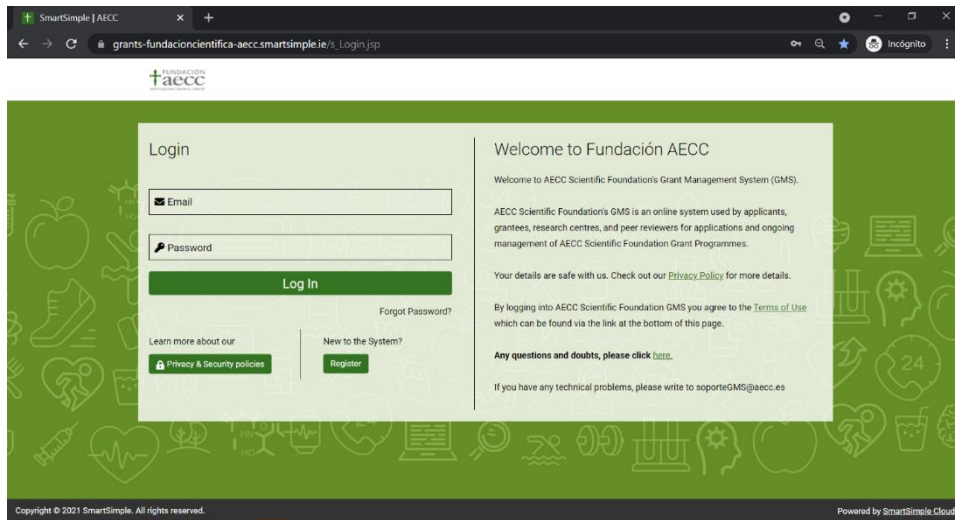 SmartSimple | AECC
grants-fundacioncientifica-aecc.smartsimple.ie/s_Login.jsp
Incógnito
FUNDACIÓN
aecc
Login
Email
Password
Log In
Forgot Password?
Learn more about our
Privacy & Security policies
New to the System?
Register
Welcome to Fundación AECC
Welcome to AECC Scientific Foundation's Grant Management System (GMS).
AECC Scientific Foundation's GMS is an online system used by applicants,
grantees, research centres, and peer reviewers for applications and ongoing
management of AECC Scientific Foundation Grant Programmes.
Your details are safe with us. Check out our Privacy Policy for more details.
By logging into AECC Scientific Foundation GMS you agree to the Terms of Use
which can be found via the link at the bottom of this page.
Any questions and doubts, please click here.
If you have any technical problems, please write to soporteGMS@aecc.es
24
Copyright © 2021 SmartSimple. All rights reserved.
Powered by SmartSimple Cloud